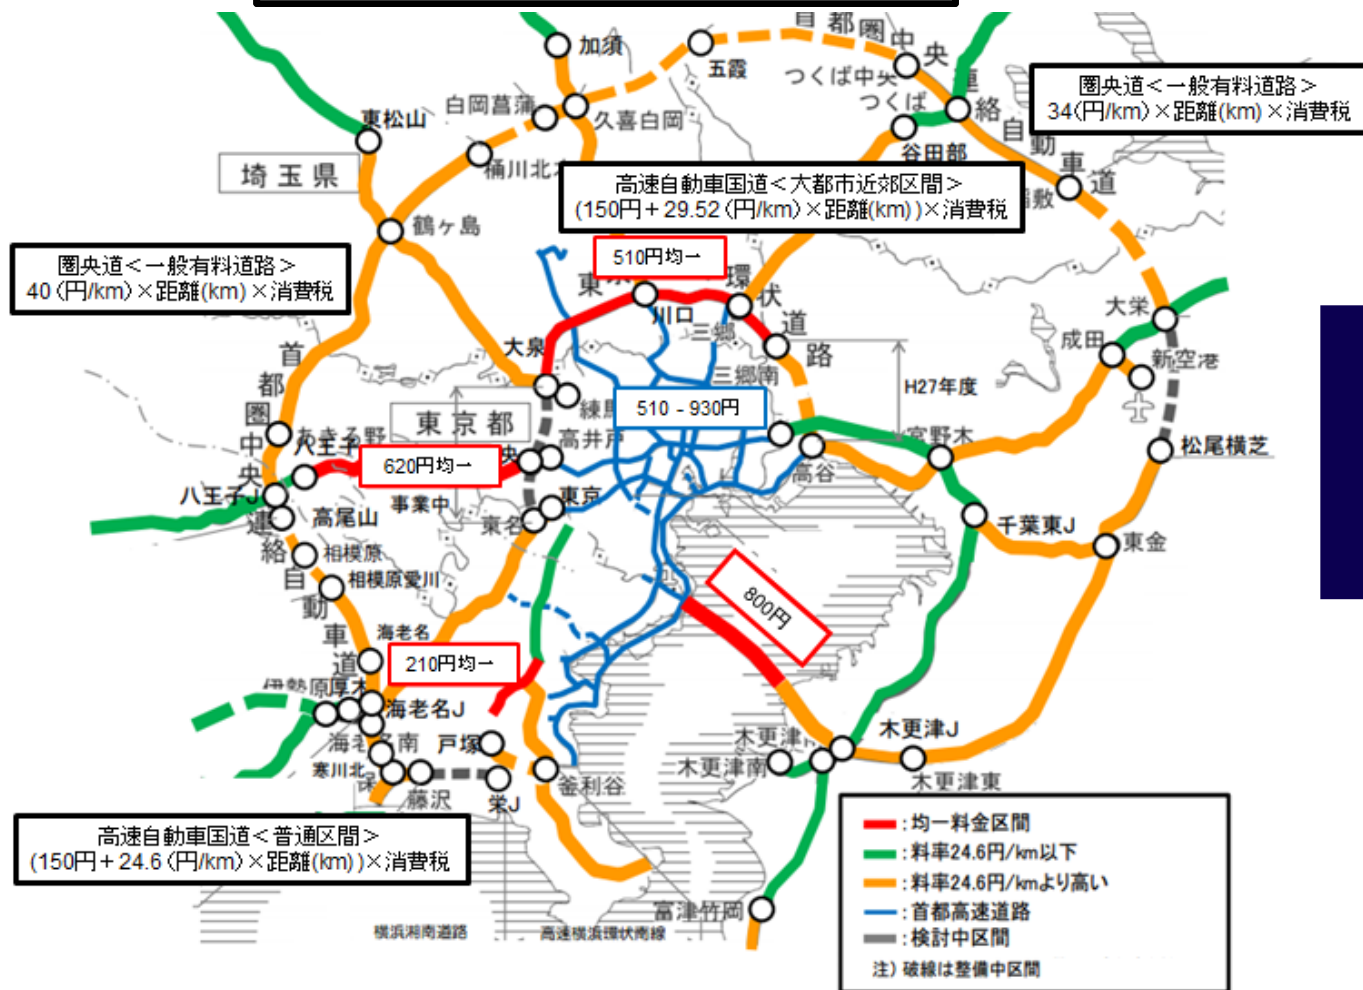 首都圏中央連絡自動車道
加須
五霞
つくば中央
つくば
圏央道<一般有料道路>
34(円/km)×距離(km)×消費税
白岡菖蒲
久喜白岡
東松山
谷田部
埼玉県
桶川北本
高速自動車国道<大都市近郊区間>
(150円+29.52(円/km)×距離(km))×消費税
稲敷
鶴ヶ島
510円均一
圏央道<一般有料道路>
40(円/km)×距離(km)×消費税
東京外環状道路
大栄
川口
三郷
成田
新空港
大泉
三郷南
H27年度
練馬
510 - 930円
東京都
首都圏中央連絡自動車道
あきる野
八王子
高井戸
620円均一
宮野木
高谷
松尾横芝
八王子J
事業中
東京
東名
高尾山
千葉東J
東金
相模原
相模原愛川
800円
海老名
210円均一
伊勢原
厚木
海老名J
海老名南
戸塚
木更津J
木更津
木更津南
木更津東
寒川北
藤沢
栄J
釜利谷
高速自動車国道<普通区間>
(150円+24.6(円/km)×距離(km))×消費税
富津竹岡
横浜湘南道路
高速横浜環状南線
:均一料金区間
:料率24.6円/km以下
:料率24.6円/kmより高い
:首都高速道路
:検討中区間
注) 破線は整備中区間